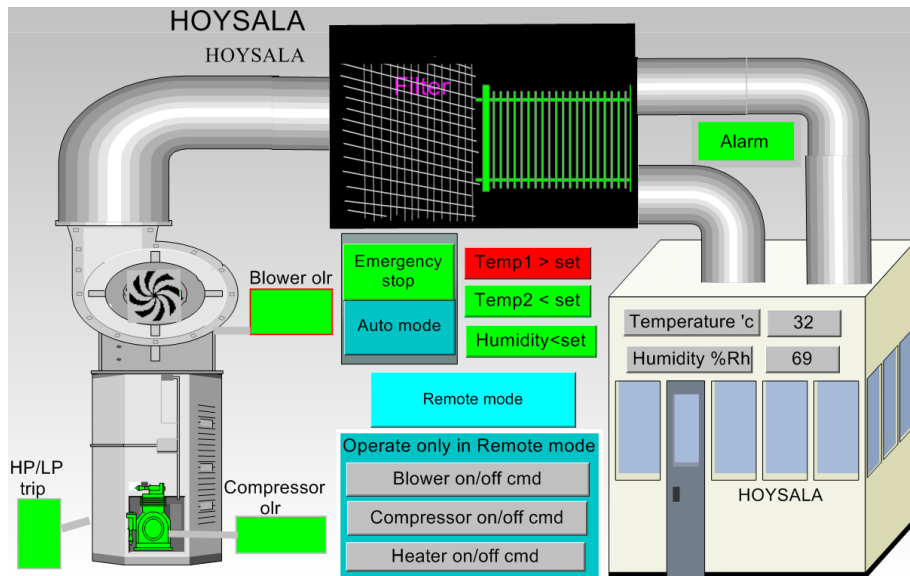 HOYSALA
HOYSALA
Filter
Alarm
Blower olr
Emergency
stop
Auto mode
Temp1 > set
Temp2 < set
Humidity<set
Temperature 'c
32
Humidity %Rh
69
Remote mode
Operate only in Remote mode
Blower on/off cmd
Compressor on/off cmd
Heater on/off cmd
HP/LP
trip
Compressor
olr
HOYSALA